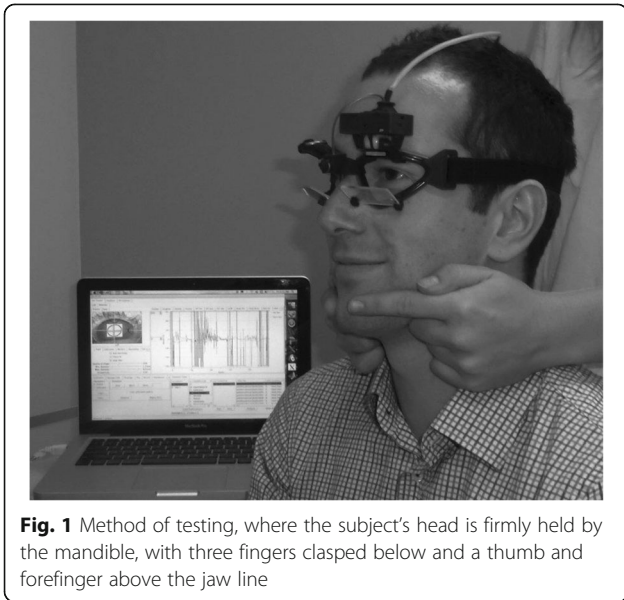 Fig. 1 Method of testing, where the subject's head is firmly held by
the mandible, with three fingers clasped below and a thumb and
forefinger above the jaw line